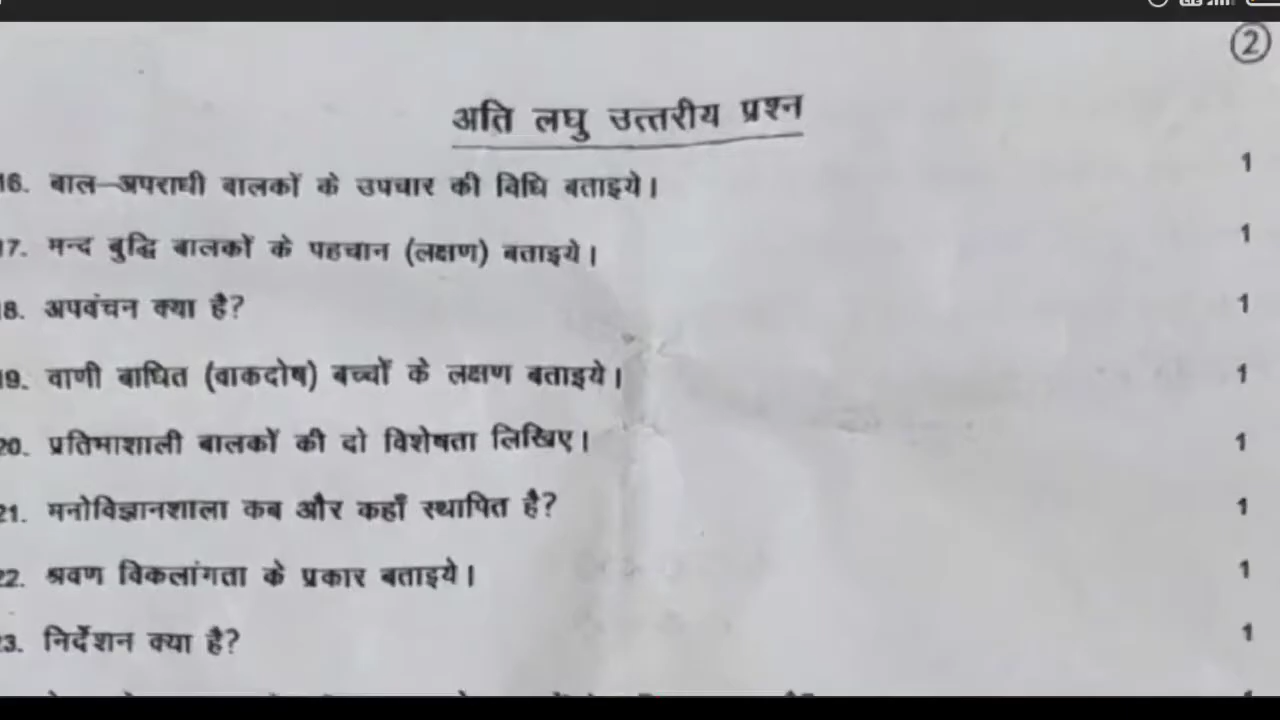 2
अति लघु उत्तरीय प्रश्न
16. बाल-अपराधी बालकों के उपचार की विधि बताइये। 1
17. मन्द बुद्धि बालकों के पहचान (लक्षण) बताइये। 1
18. अपवंचन क्या है? 1
19. वाणी बाधित (वाकदोष) बच्चों के लक्षण बताइये। 1
20. प्रतिभाशाली बालकों की दो विशेषता लिखिए। 1
21. मनोविज्ञानशाला कब और कहाँ स्थापित है? 1
22. श्रवण विकलांगता के प्रकार बताइये। 1
23. निर्देशन क्या है? 1